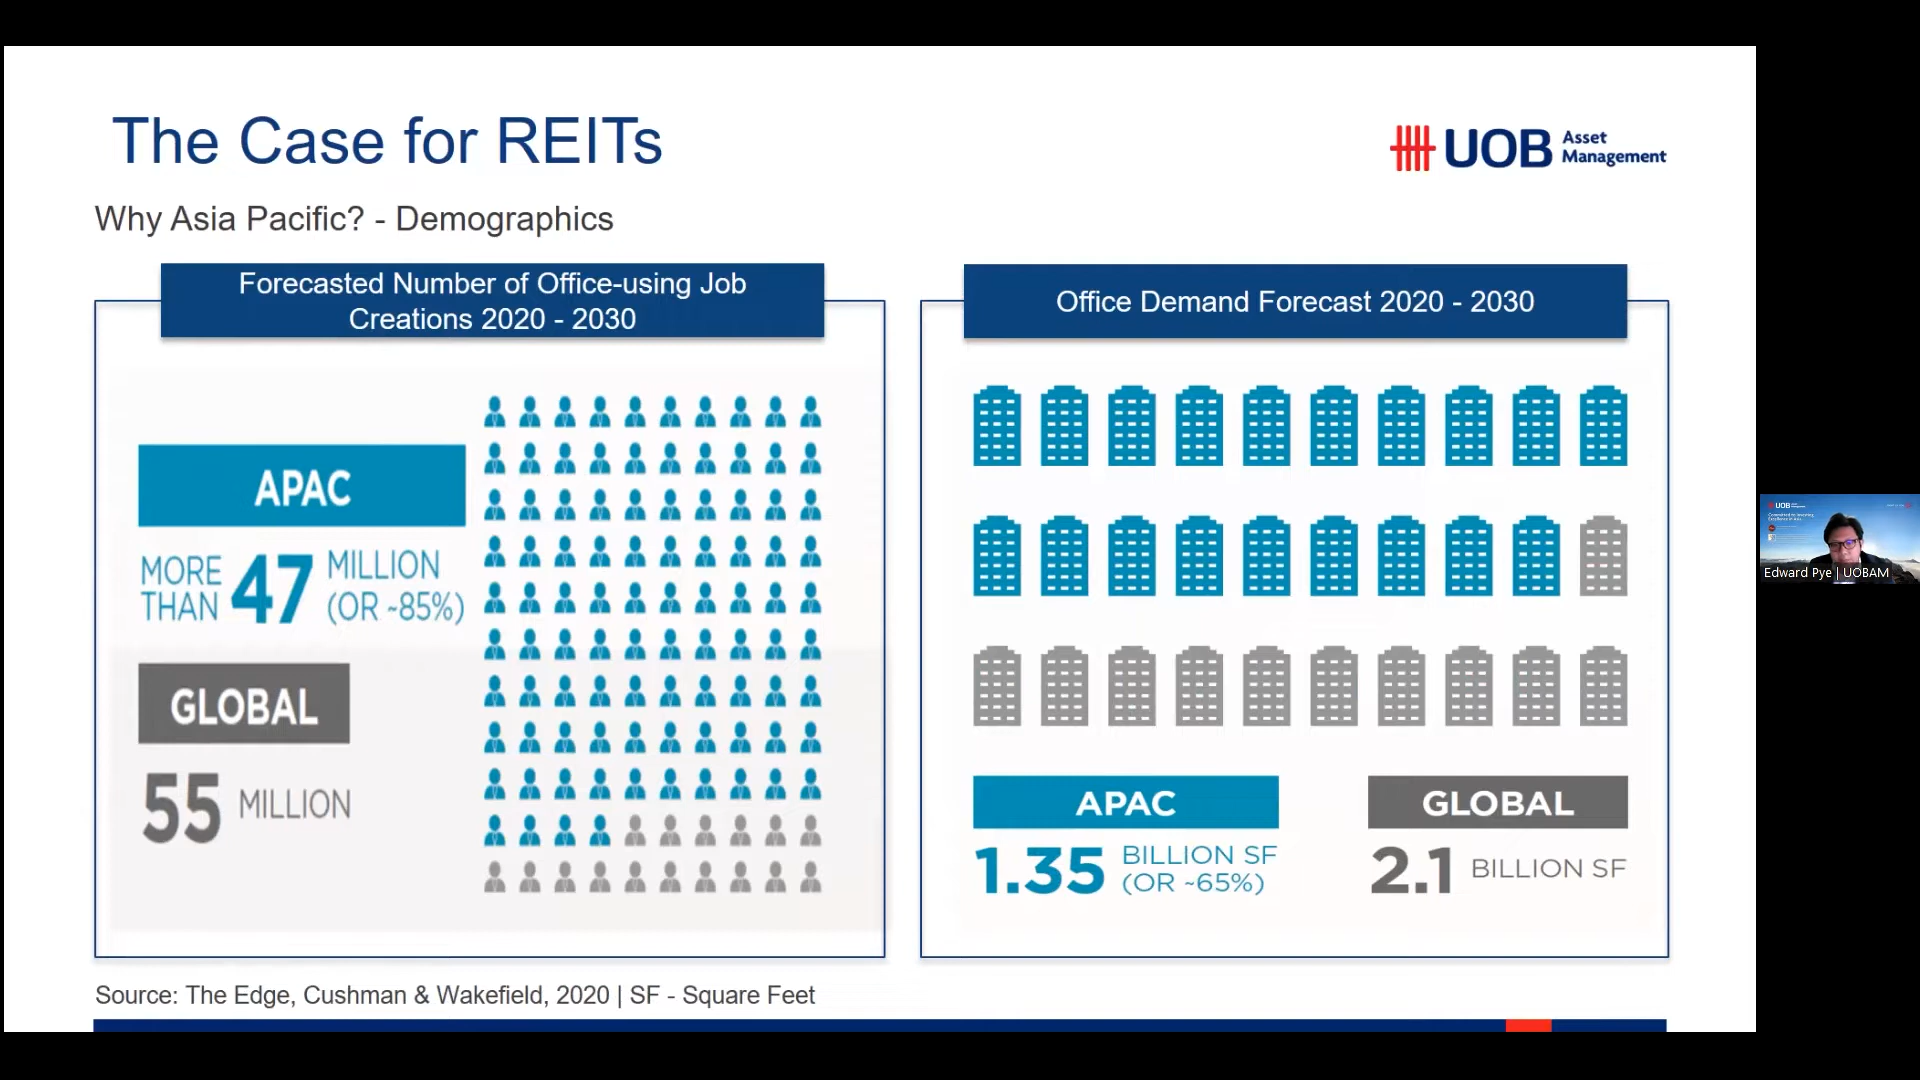 The Case for REITs
UOB Asset Management
Why Asia Pacific? - Demographics
Forecasted Number of Office-using Job
Creations 2020 - 2030
APAC
MORE THAN 47 MILLION (OR ~85%)
GLOBAL
55 MILLION
Office Demand Forecast 2020 - 2030
APAC
1.35 BILLION SF (OR ~65%)
GLOBAL
2.1 BILLION SF
Source: The Edge, Cushman & Wakefield, 2020 | SF - Square Feet
UOB
Edward Pye | UOBAM